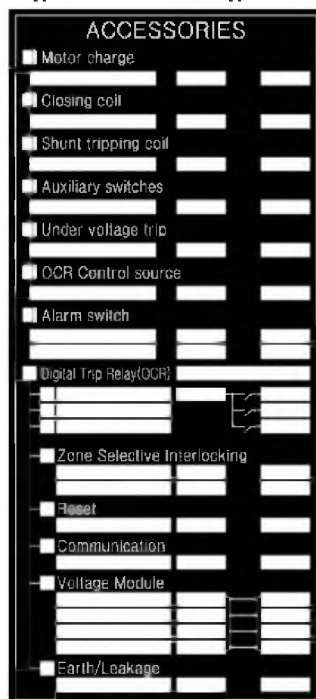 ACCESSORIES
Motor charge
Closing coil
Shunt tripping coil
Auxiliary switches
Under voltage trip
OCR Control source
Alarm switch
Digital Trip Relay(OCR)
Zone Selective Interlocking
Reset
Communication
Voltage Module
Earth/Leakage